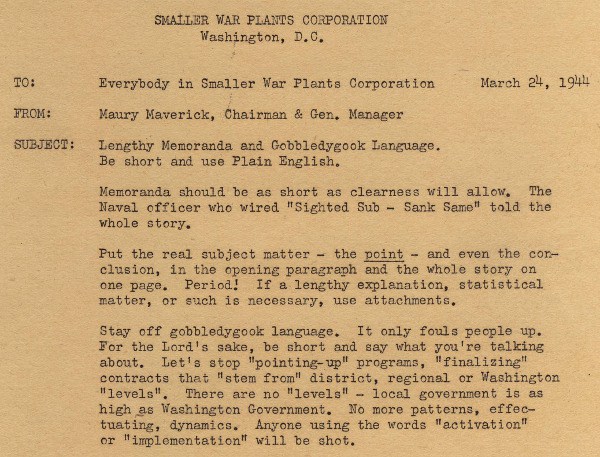 SMALLER WAR PLANTS CORPORATION
Washington, D.C.
TO: Everybody in Smaller War Plants Corporation March 24, 1944
FROM: Maury Maverick, Chairman & Gen. Manager
SUBJECT: Lengthy Memoranda and Gobbledygook Language.
Be short and use Plain English.
Memoranda should be as short as clearness will allow. The
Naval officer who wired "Sighted Sub - Sank Same" told the
whole story.
Put the real subject matter - the point - and even the con-
clusion, in the opening paragraph and the whole story on
one page. Period! If a lengthy explanation, statistical
matter, or such is necessary, use attachments.
Stay off gobbledygook language. It only fouls people up.
For the Lord's sake, be short and say what you're talking
about. Let's stop "pointing-up" programs, "finalizing"
contracts that "stem from" district, regional or Washington
"levels". There are no "levels" - local government is as
high as Washington Government. No more patterns, effec-
tuating, dynamics. Anyone using the words "activation"
or "implementation" will be shot.